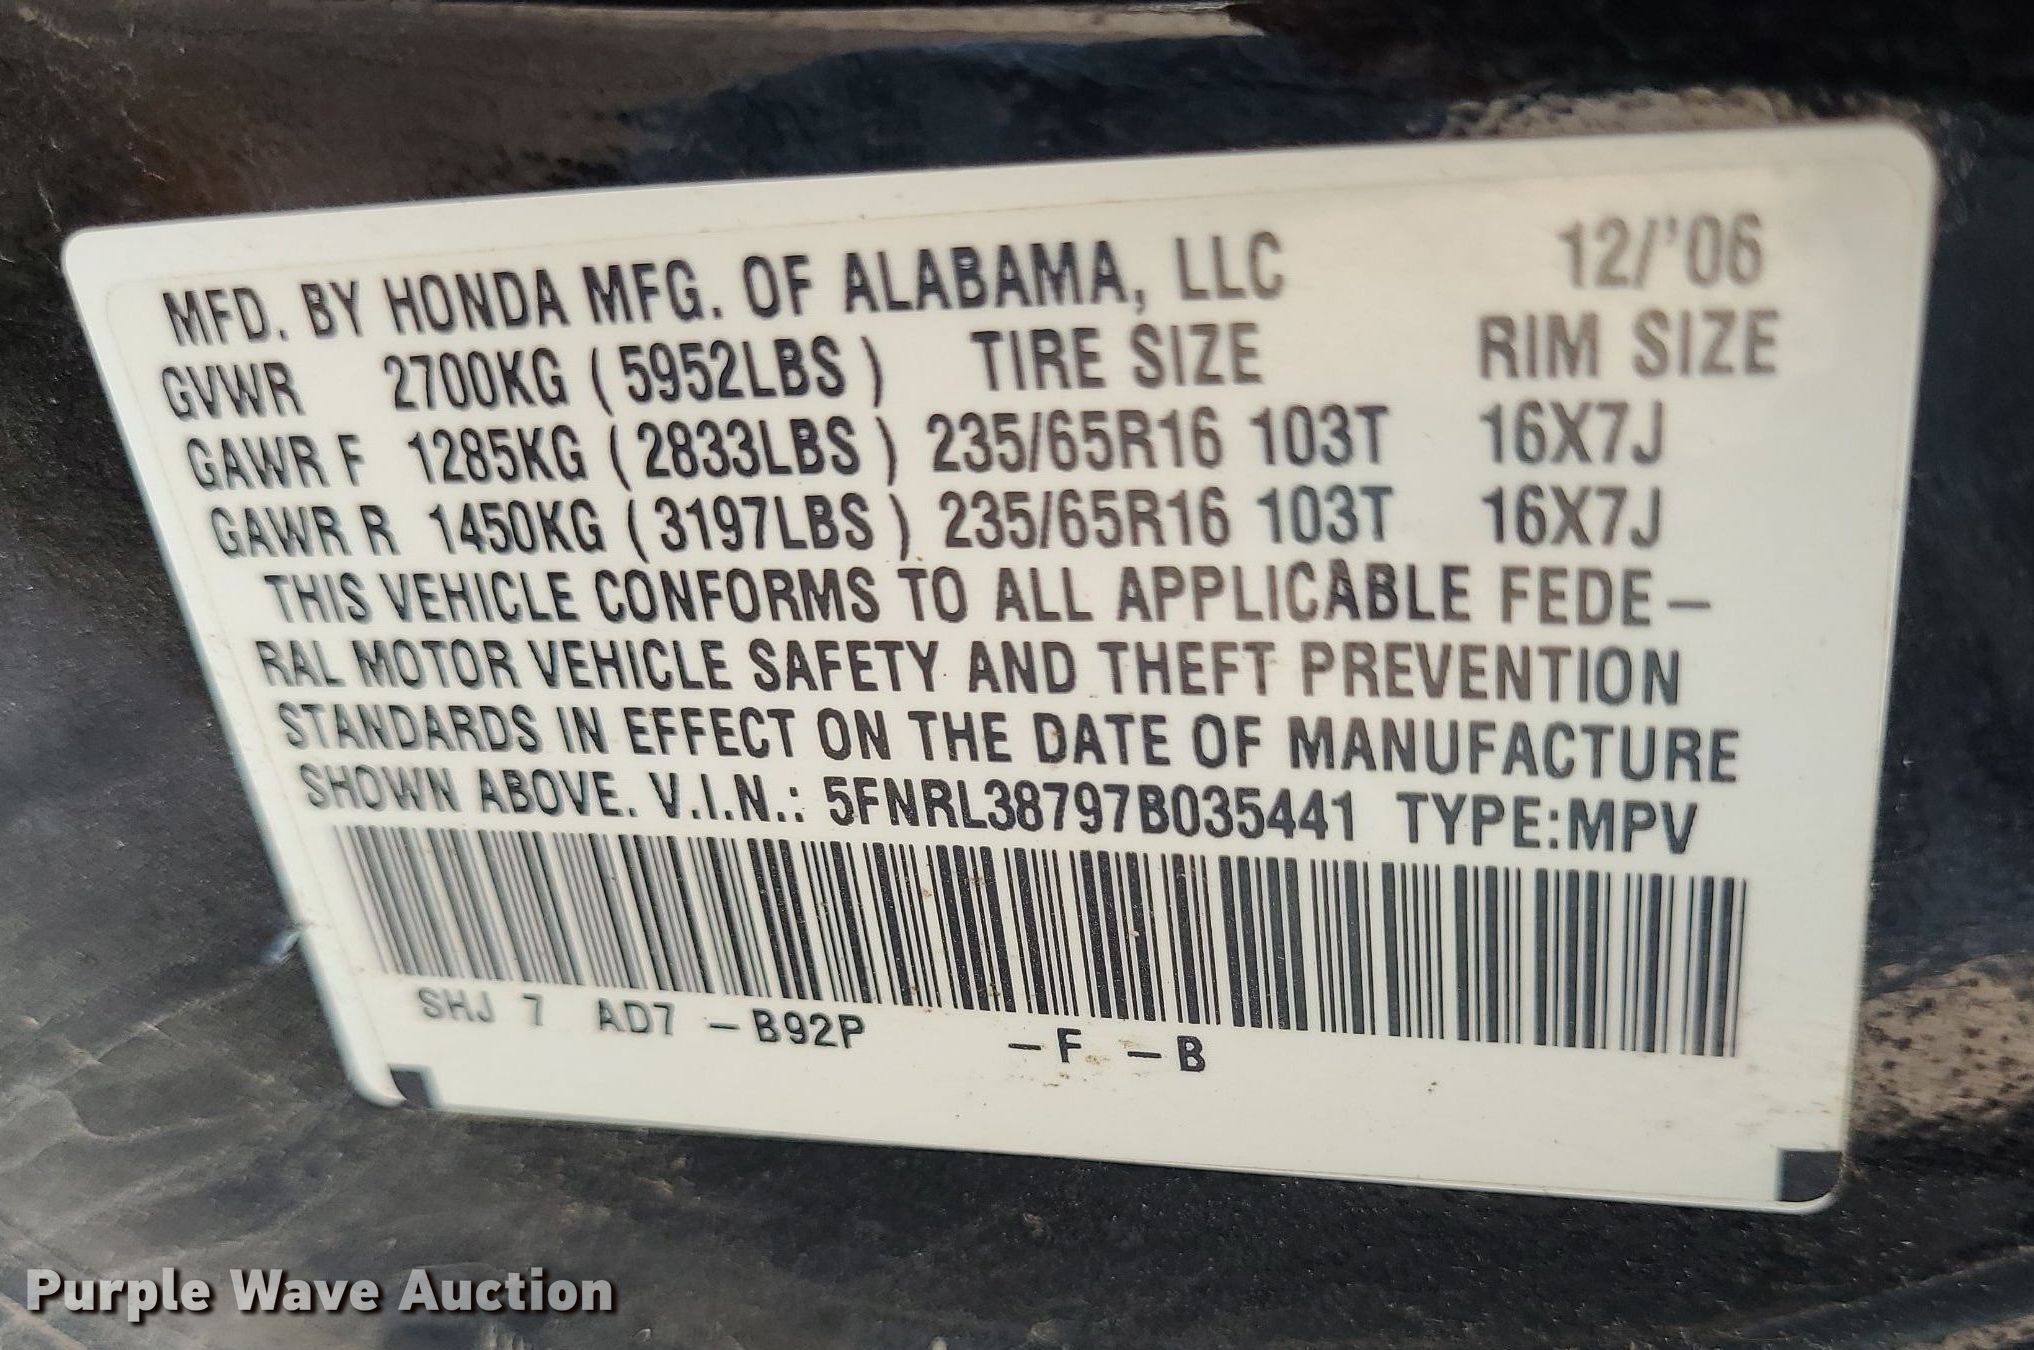 MFD. BY HONDA MFG. OF ALABAMA, LLC 12/'06
GVWR 2700KG (5952LBS) TIRE SIZE RIM SIZE
GAWR F 1285KG (2833LBS) 235/65R16 103T 16X7J
GAWR R 1450KG (3197LBS) 235/65R16 103T 16X7J
THIS VEHICLE CONFORMS TO ALL APPLICABLE FEDE-
RAL MOTOR VEHICLE SAFETY AND THEFT PREVENTION
STANDARDS IN EFFECT ON THE DATE OF MANUFACTURE
SHOWN ABOVE. V.I.N.: 5FNRL38797B035441 TYPE:MPV
SHJ 7 AD7 -B92P -F -B
Purple Wave Auction